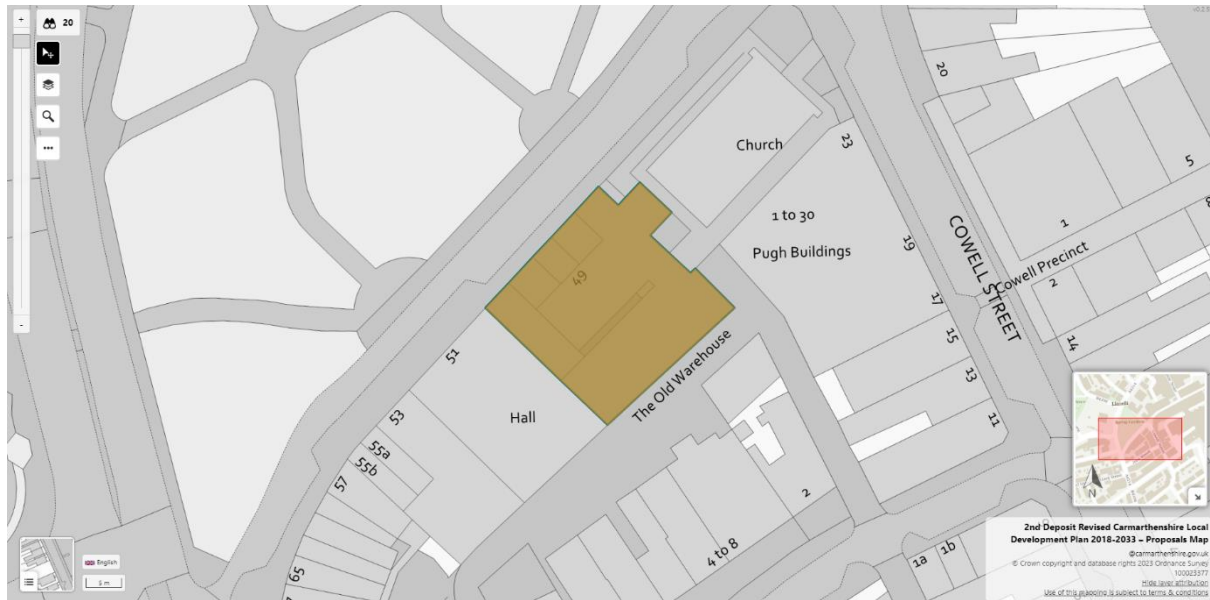 20
20
Church
23
5
1 to 30
1
8
Pugh Buildings
19
COWELL STREET
Cowell Precinct
49
2
17
15
14
The Old Warehouse
51
13
53
Hall
11
55a
55b
57
2
4 to 8
65
1a
1b
N
English
5 m
2nd Deposit Revised Carmarthenshire Local
Development Plan 2018-2033 – Proposals Map
@carmarthenshire.gov.uk
© Crown copyright and database rights 2023 Ordnance Survey
100023377
Hide layer attribution
Use of this mapping is subject to terms & conditions